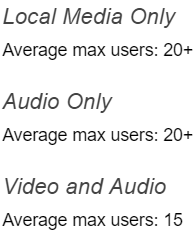 Local Media Only
Average max users: 20+
Audio Only
Average max users: 20+
Video and Audio
Average max users: 15